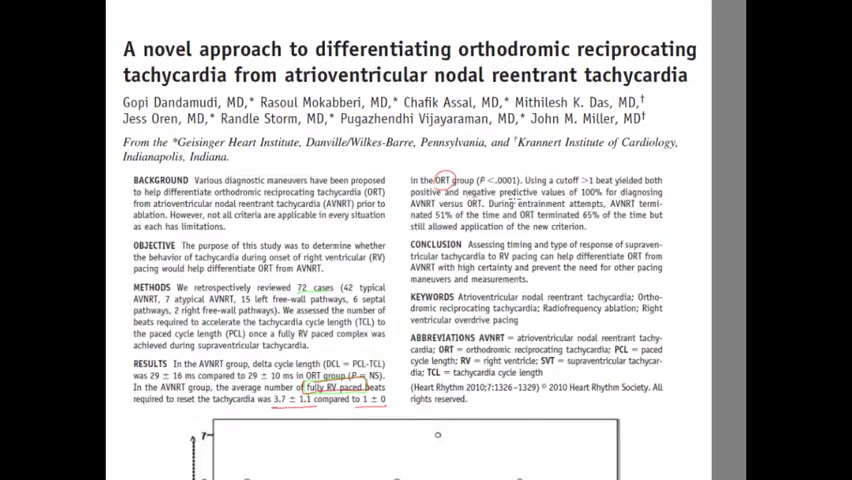 A novel approach to differentiating orthodromic reciprocating
tachycardia from atrioventricular nodal reentrant tachycardia
Gopi Dandamudi, MD,* Rasoul Mokabberi, MD,* Chafik Assal, MD,* Mithilesh K. Das, MD,†
Jess Oren, MD,* Randle Storm, MD,* Pugazhendhi Vijayaraman, MD,* John M. Miller, MD†
From the *Geisinger Heart Institute, Danville/Wilkes-Barre, Pennsylvania, and †Krannert Institute of Cardiology,
Indianapolis, Indiana.
BACKGROUND Various diagnostic maneuvers have been proposed
to help differentiate orthodromic reciprocating tachycardia (ORT)
from atrioventricular nodal reentrant tachycardia (AVNRT) prior to
ablation. However, not all criteria are applicable in every situation
as each has limitations.
OBJECTIVE The purpose of this study was to determine whether
the behavior of tachycardia during onset of right ventricular (RV)
pacing would help differentiate ORT from AVNRT.
METHODS We retrospectively reviewed 72 cases (42 typical
AVNRT, 7 atypical AVNRT, 15 left free-wall pathways, 6 septal
pathways, 2 right free-wall pathways). We assessed the number of
beats required to accelerate the tachycardia cycle length (TCL) to
the paced cycle length (PCL) once a fully RV paced complex was
achieved during supraventricular tachycardia.
RESULTS In the AVNRT group, delta cycle length (DCL = PCL-TCL)
was 29 ± 16 ms compared to 29 ± 10 ms in ORT group (P = NS).
In the AVNRT group, the average number of fully RV paced beats
required to reset the tachycardia was 3.7 ± 1.1 compared to 1 ± 0
in the ORT group (P <.0001). Using a cutoff >1 beat yielded both
positive and negative predictive values of 100% for diagnosing
AVNRT versus ORT. During entrainment attempts, AVNRT termi-
nated 51% of the time and ORT terminated 65% of the time but
still allowed application of the new criterion.
CONCLUSION Assessing timing and type of response of supraven-
tricular tachycardia to RV pacing can help differentiate ORT from
AVNRT with high certainty and prevent the need for other pacing
maneuvers and measurements.
KEYWORDS Atrioventricular nodal reentrant tachycardia; Ortho-
dromic reciprocating tachycardia; Radiofrequency ablation; Right
ventricular overdrive pacing
ABBREVIATIONS AVNRT = atrioventricular nodal reentrant tachy-
cardia; ORT = orthodromic reciprocating tachycardia; PCL = paced
cycle length; RV = right ventricle; SVT = supraventricular tachycar-
dia; TCL = tachycardia cycle length
(Heart Rhythm 2010;7:1326–1329) © 2010 Heart Rhythm Society. All
rights reserved.
7